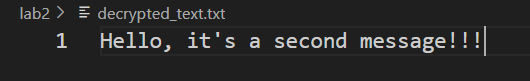 lab2 > decrypted_text.txt
1 Hello, it's a second message!!!